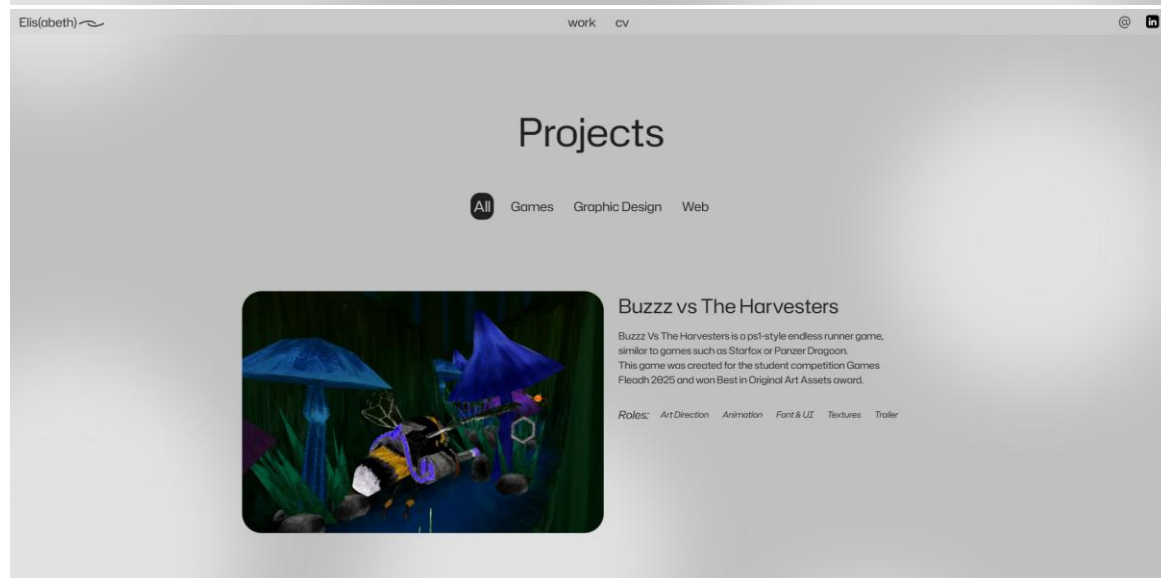 Elis(abeth)
work cv
@ in
Projects
All Games Graphic Design Web
Buzzz vs The Harvesters
Buzzz Vs The Harvesters is a ps1-style endless runner game,
similar to games such as Starfox or Panzer Dragoon.
This game was created for the student competition Games
Fleadh 2025 and won Best in Original Art Assets award.
Roles: Art Direction Animation Font & UI Textures Trailer